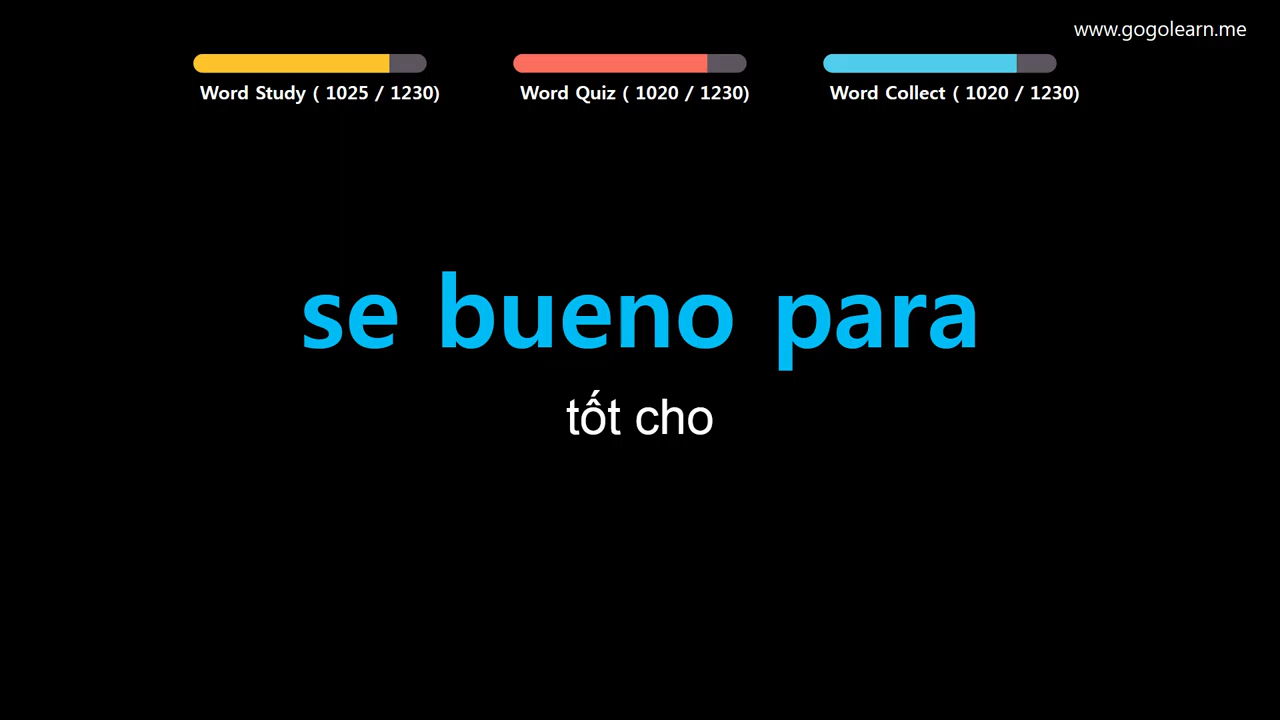 www.gogolearn.me
Word Study ( 1025 / 1230)
Word Quiz ( 1020 / 1230)
Word Collect ( 1020 / 1230)
se bueno para
tốt cho